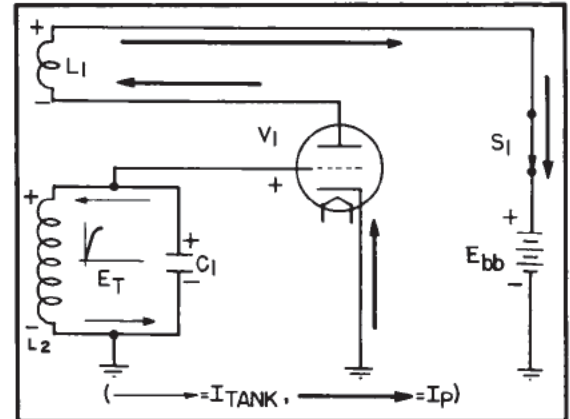 +
L1
−
V1
S1
+
+
+
+
Ebb
−
ET
C1
−
−
L2
( ⟶ = ITANK, ⟶ = IP)